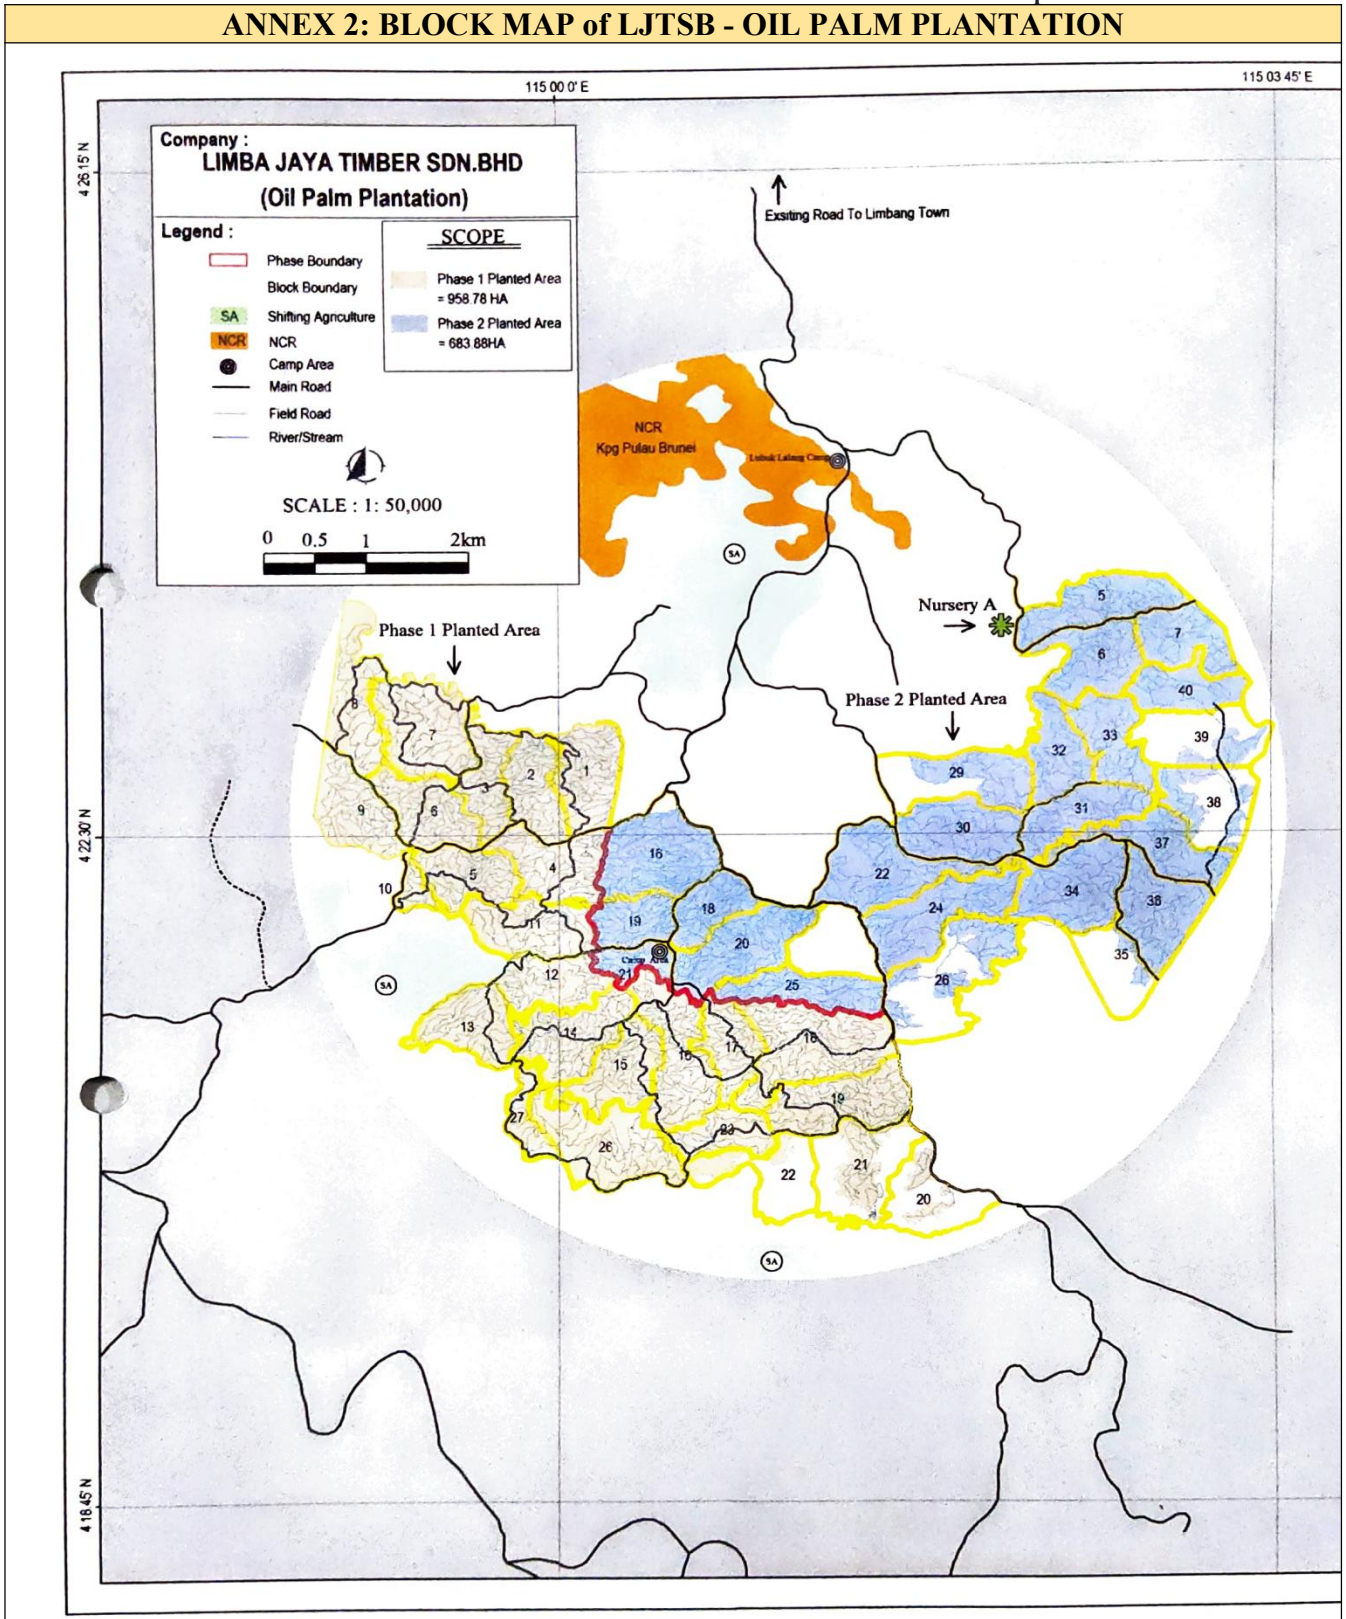 ANNEX 2: BLOCK MAP of LJTSB - OIL PALM PLANTATION
115 00 0' E
115 03 45' E
4 26 15' N
4 22 30' N
4 18 45' N
Company :
LIMBA JAYA TIMBER SDN.BHD
(Oil Palm Plantation)
Legend :
Phase Boundary
Block Boundary
SA Shifting Agriculture
NCR NCR
Camp Area
Main Road
Field Road
River/Stream
SCOPE
Phase 1 Planted Area
= 958.78 HA
Phase 2 Planted Area
= 683.88HA
SCALE : 1: 50,000
0 0.5 1 2km
Exsiting Road To Limbang Town
NCR
Kpg Pulau Brunei
Lubuk Lalang Camp
SA
Nursery A
Phase 1 Planted Area
Phase 2 Planted Area
5
7
6
40
39
33
32
29
38
31
30
37
22
34
38
24
35
26
8
7
2
1
3
9
6
5
4
10
11
16
18
19
20
Camp Area
21
25
12
SA
13
14
15
16
17
18
19
27
26
23
22
21
20
SA